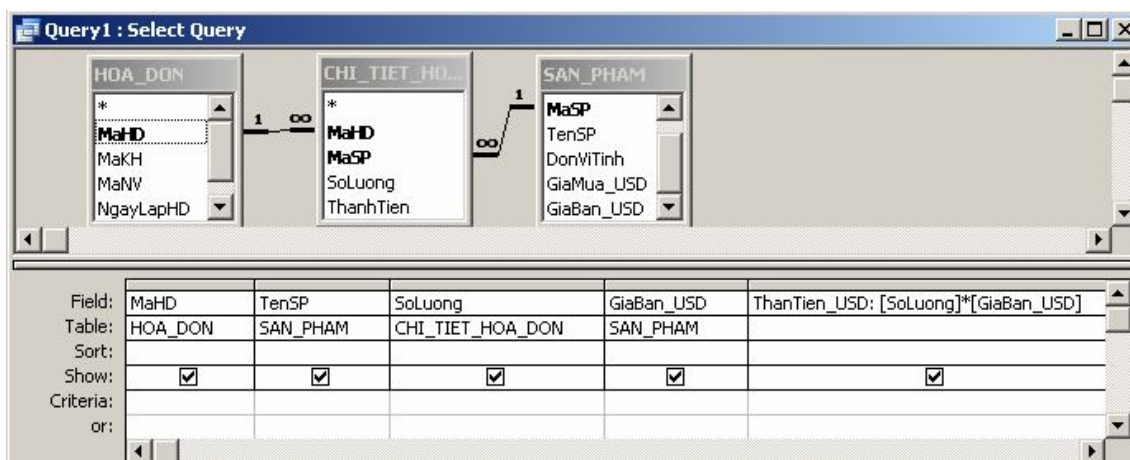 Query1 : Select Query
HOA_DON
*
MaHD
MaKH
MaNV
NgayLapHD
1 ∞
CHI_TIET_HO...
*
MaHD
MaSP
SoLuong
ThanhTien
∞ 1
SAN_PHAM
MaSP
TenSP
DonViTinh
GiaMua_USD
GiaBan_USD
Field: MaHD TenSP SoLuong GiaBan_USD ThanTien_USD: [SoLuong]*[GiaBan_USD]
Table: HOA_DON SAN_PHAM CHI_TIET_HOA_DON SAN_PHAM
Sort:
Show:
Criteria:
or: